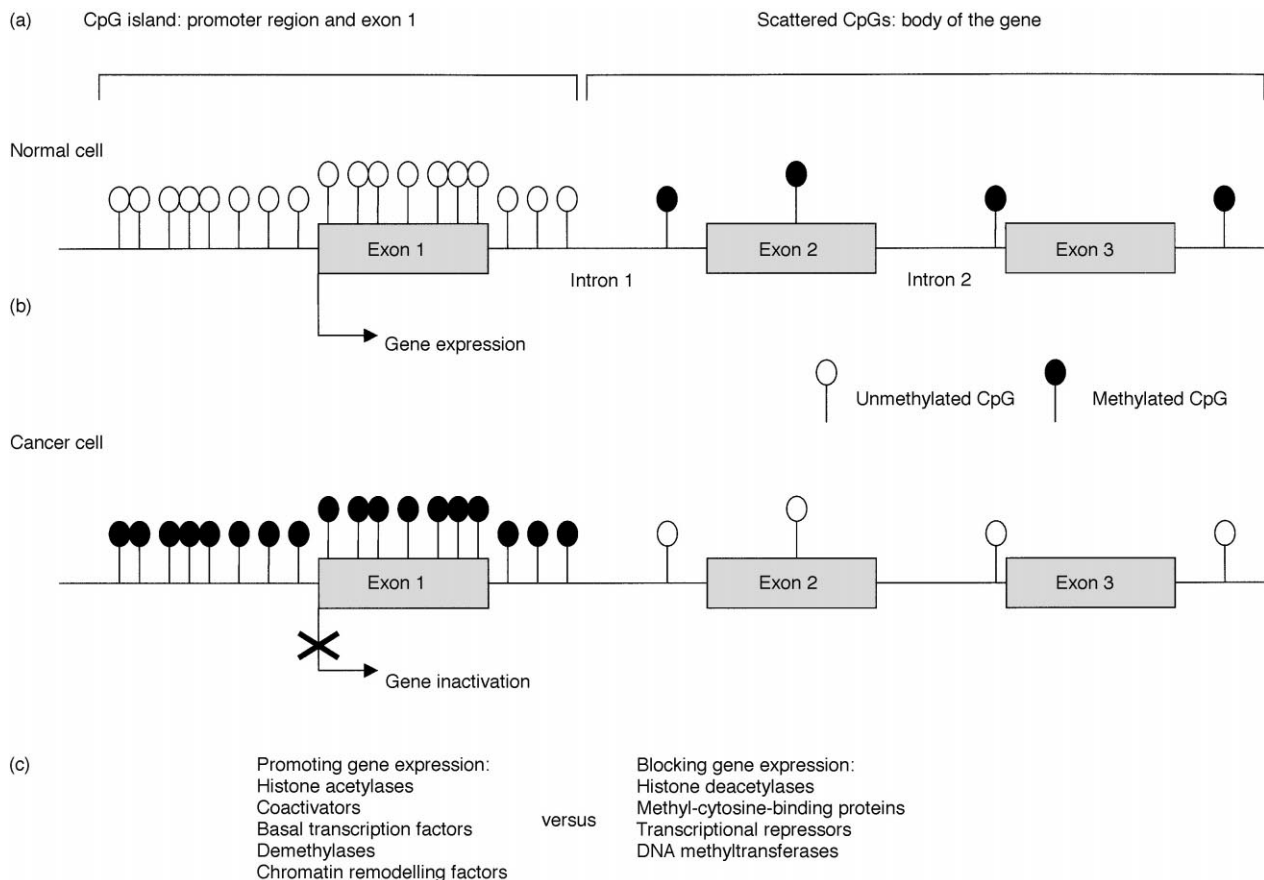 (a)
CpG island: promoter region and exon 1
Scattered CpGs: body of the gene
Normal cell
Exon 1
Exon 2
Exon 3
Intron 1
Intron 2
(b)
Gene expression
Unmethylated CpG
Methylated CpG
Cancer cell
Exon 1
Exon 2
Exon 3
Gene inactivation
(c)
Promoting gene expression:
Histone acetylases
Coactivators
Basal transcription factors
Demethylases
Chromatin remodelling factors
versus
Blocking gene expression:
Histone deacetylases
Methyl-cytosine-binding proteins
Transcriptional repressors
DNA methyltransferases